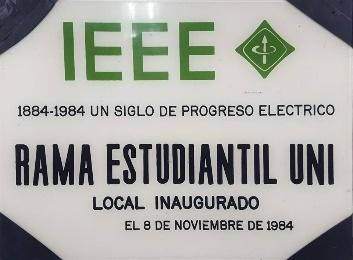 IEEE
1884-1984 UN SIGLO DE PROGRESO ELECTRICO
RAMA ESTUDIANTIL UNI
LOCAL INAUGURADO
EL 8 DE NOVIEMBRE DE 1984